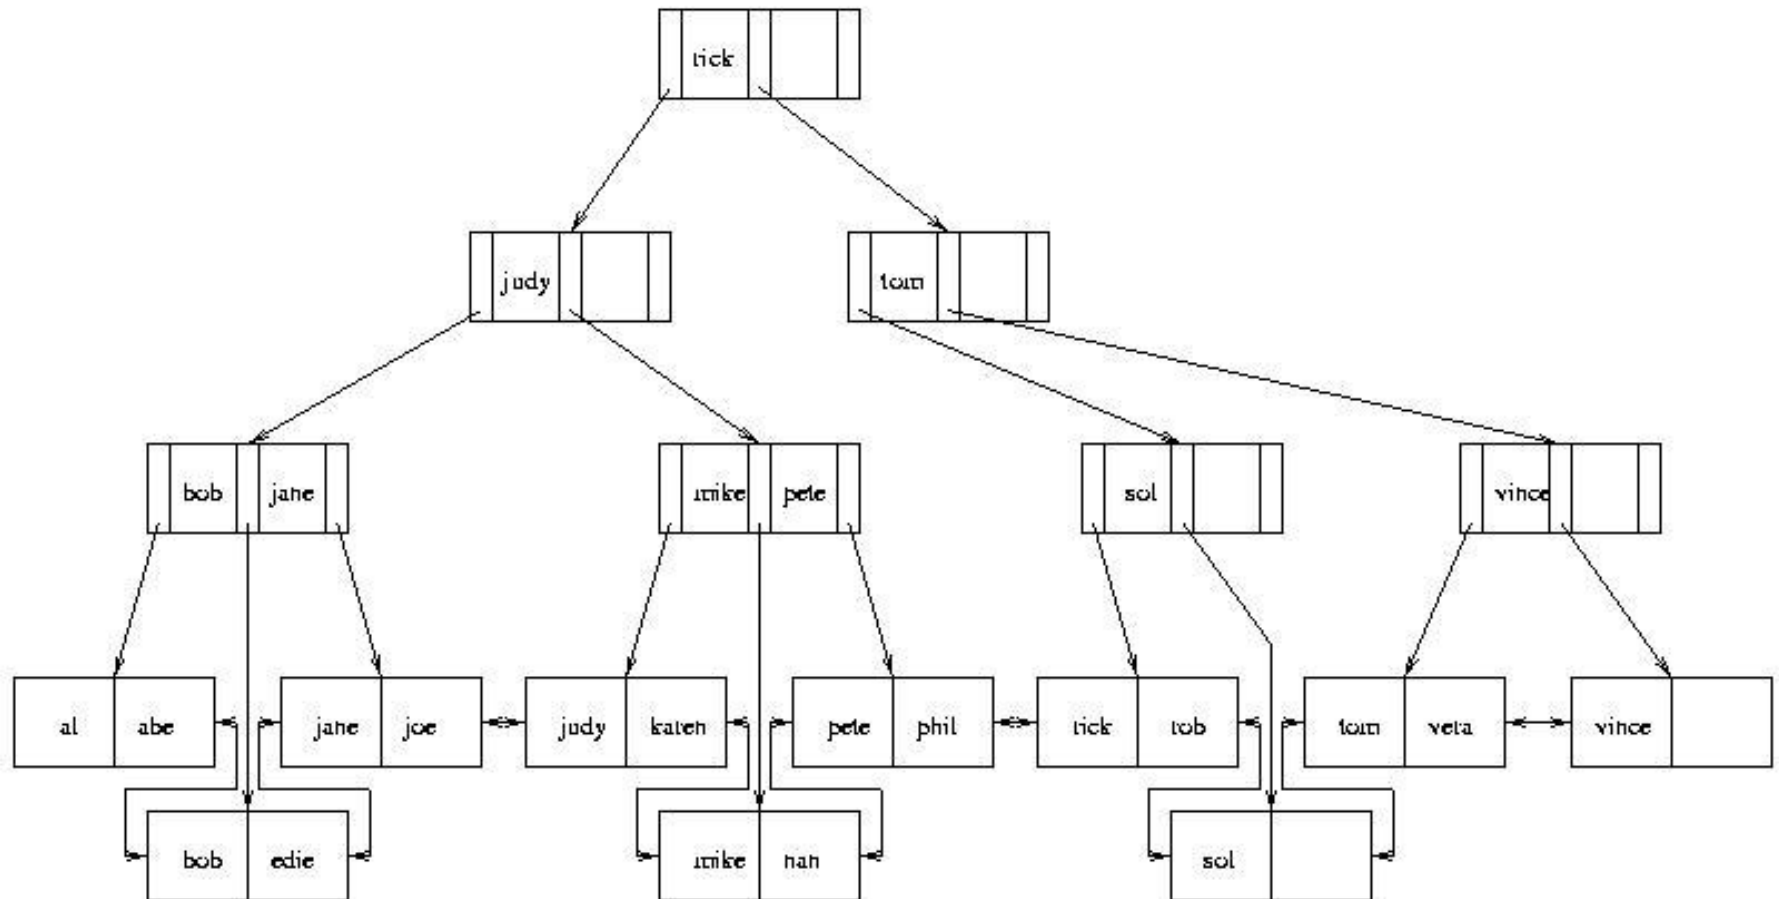 rick
judy tom
bob jane mike pete sol vince
al abe jane joe judy karen pete phil rick rob tom vera vince
bob edie mike nan sol